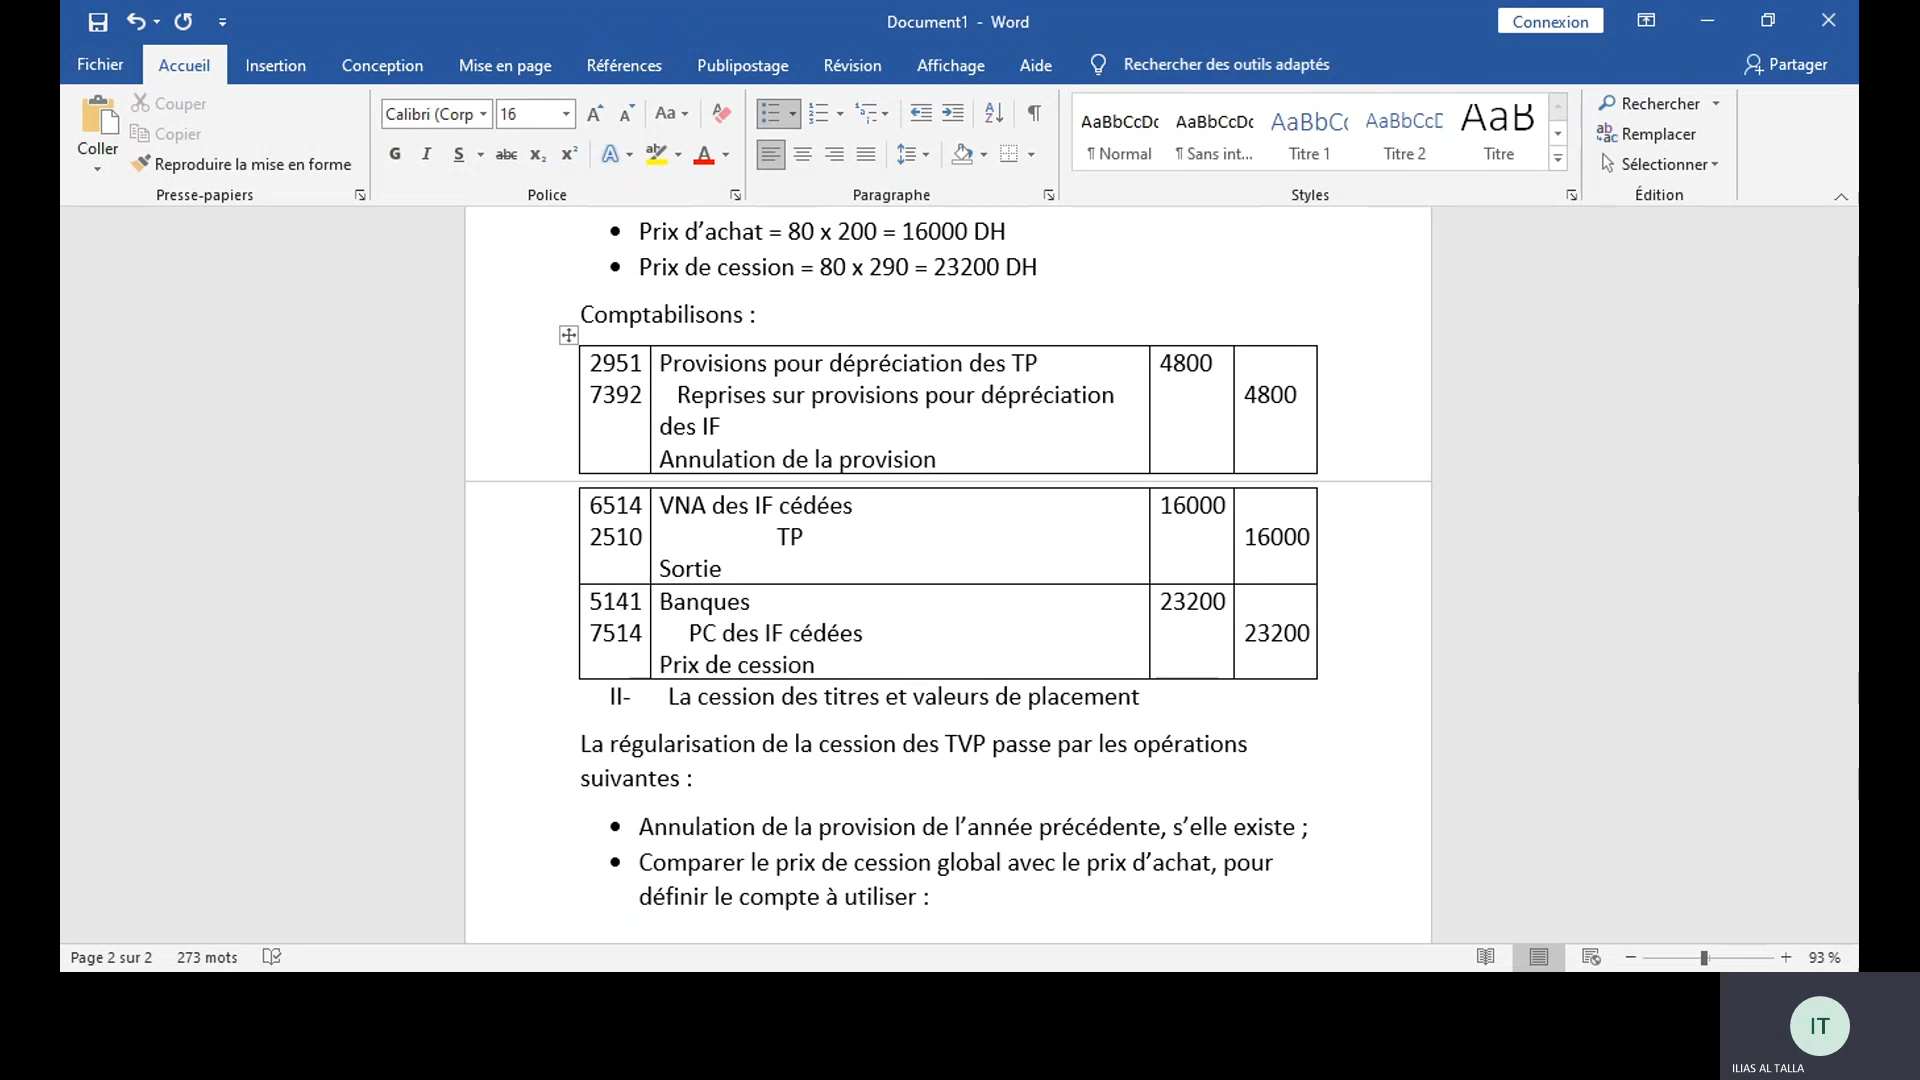 Document1 - Word
Connexion
Fichier Accueil Insertion Conception Mise en page Références Publipostage Révision Affichage Aide Rechercher des outils adaptés Partager
Coller
Couper
Copier
Reproduire la mise en forme
Presse-papiers
Calibri (Corp 16
Aa
G I S abc x₂ x² A A
Police
Paragraphe
AaBbCcDc AaBbCcDc AaBbCc AaBbCcD AaB
¶ Normal ¶ Sans int... Titre 1 Titre 2 Titre
Styles
Rechercher
Remplacer
Sélectionner
Édition
• Prix d’achat = 80 x 200 = 16000 DH
• Prix de cession = 80 x 290 = 23200 DH
Comptabilisons :
2951 Provisions pour dépréciation des TP 4800
7392 Reprises sur provisions pour dépréciation 4800
des IF
Annulation de la provision
6514 VNA des IF cédées 16000
2510 TP 16000
Sortie
5141 Banques 23200
7514 PC des IF cédées 23200
Prix de cession
II- La cession des titres et valeurs de placement
La régularisation de la cession des TVP passe par les opérations
suivantes :
• Annulation de la provision de l’année précédente, s’elle existe ;
• Comparer le prix de cession global avec le prix d’achat, pour
définir le compte à utiliser :
Page 2 sur 2 273 mots 93 %
IT
ILIAS AL TALLA